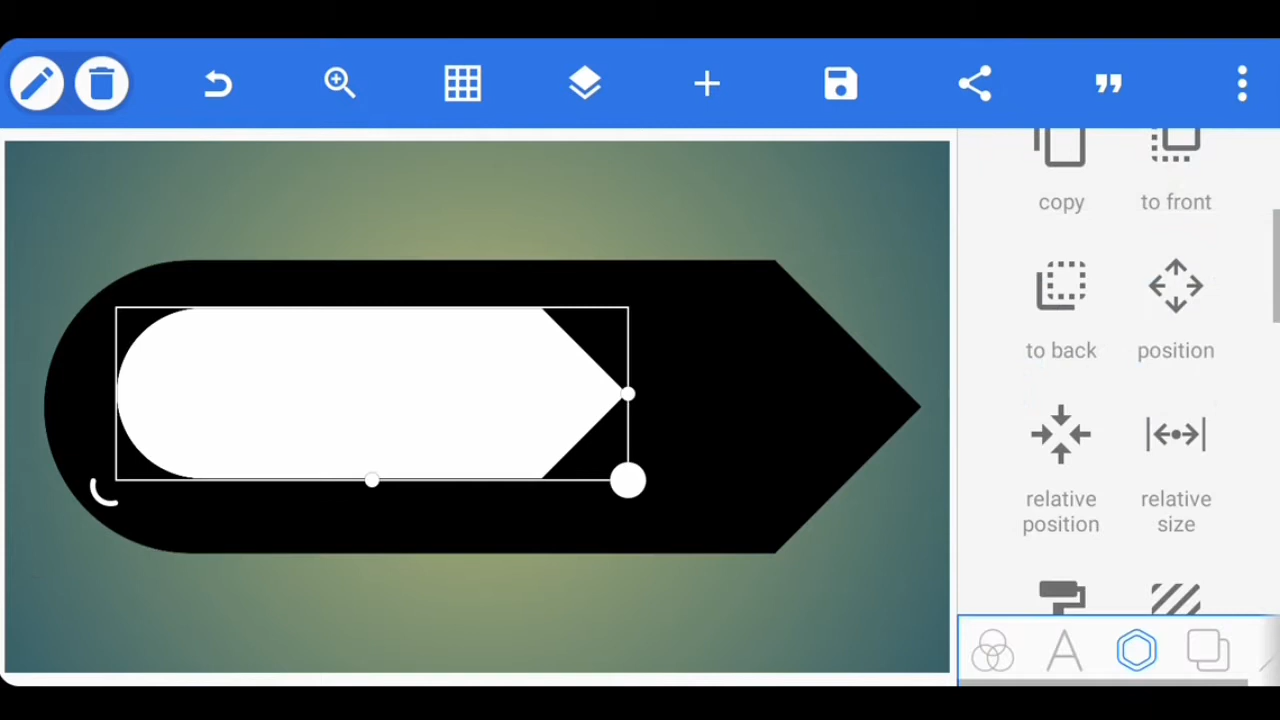 copy to front
to back position
relative position relative size